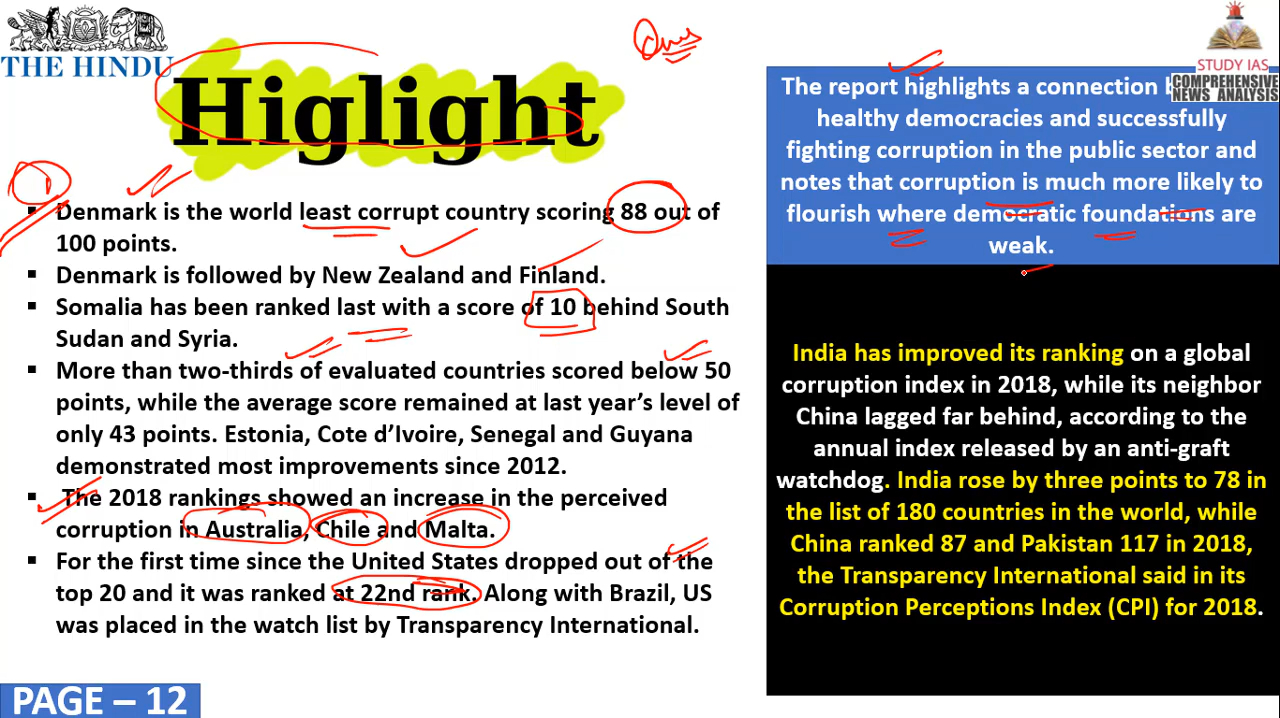 THE HINDU
Higlight
Ques
1
▪ Denmark is the world least corrupt country scoring 88 out of
100 points.
▪ Denmark is followed by New Zealand and Finland.
▪ Somalia has been ranked last with a score of 10 behind South
Sudan and Syria.
▪ More than two-thirds of evaluated countries scored below 50
points, while the average score remained at last year's level of
only 43 points. Estonia, Cote d'Ivoire, Senegal and Guyana
demonstrated most improvements since 2012.
▪ The 2018 rankings showed an increase in the perceived
corruption in Australia, Chile and Malta.
▪ For the first time since the United States dropped out of the
top 20 and it was ranked at 22nd rank. Along with Brazil, US
was placed in the watch list by Transparency International.
PAGE – 12
STUDY IAS
COMPREHENSIVE
NEWS ANALYSIS
The report highlights a connection
healthy democracies and successfully
fighting corruption in the public sector and
notes that corruption is much more likely to
flourish where democratic foundations are
weak.
India has improved its ranking on a global
corruption index in 2018, while its neighbor
China lagged far behind, according to the
annual index released by an anti-graft
watchdog. India rose by three points to 78 in
the list of 180 countries in the world, while
China ranked 87 and Pakistan 117 in 2018,
the Transparency International said in its
Corruption Perceptions Index (CPI) for 2018.